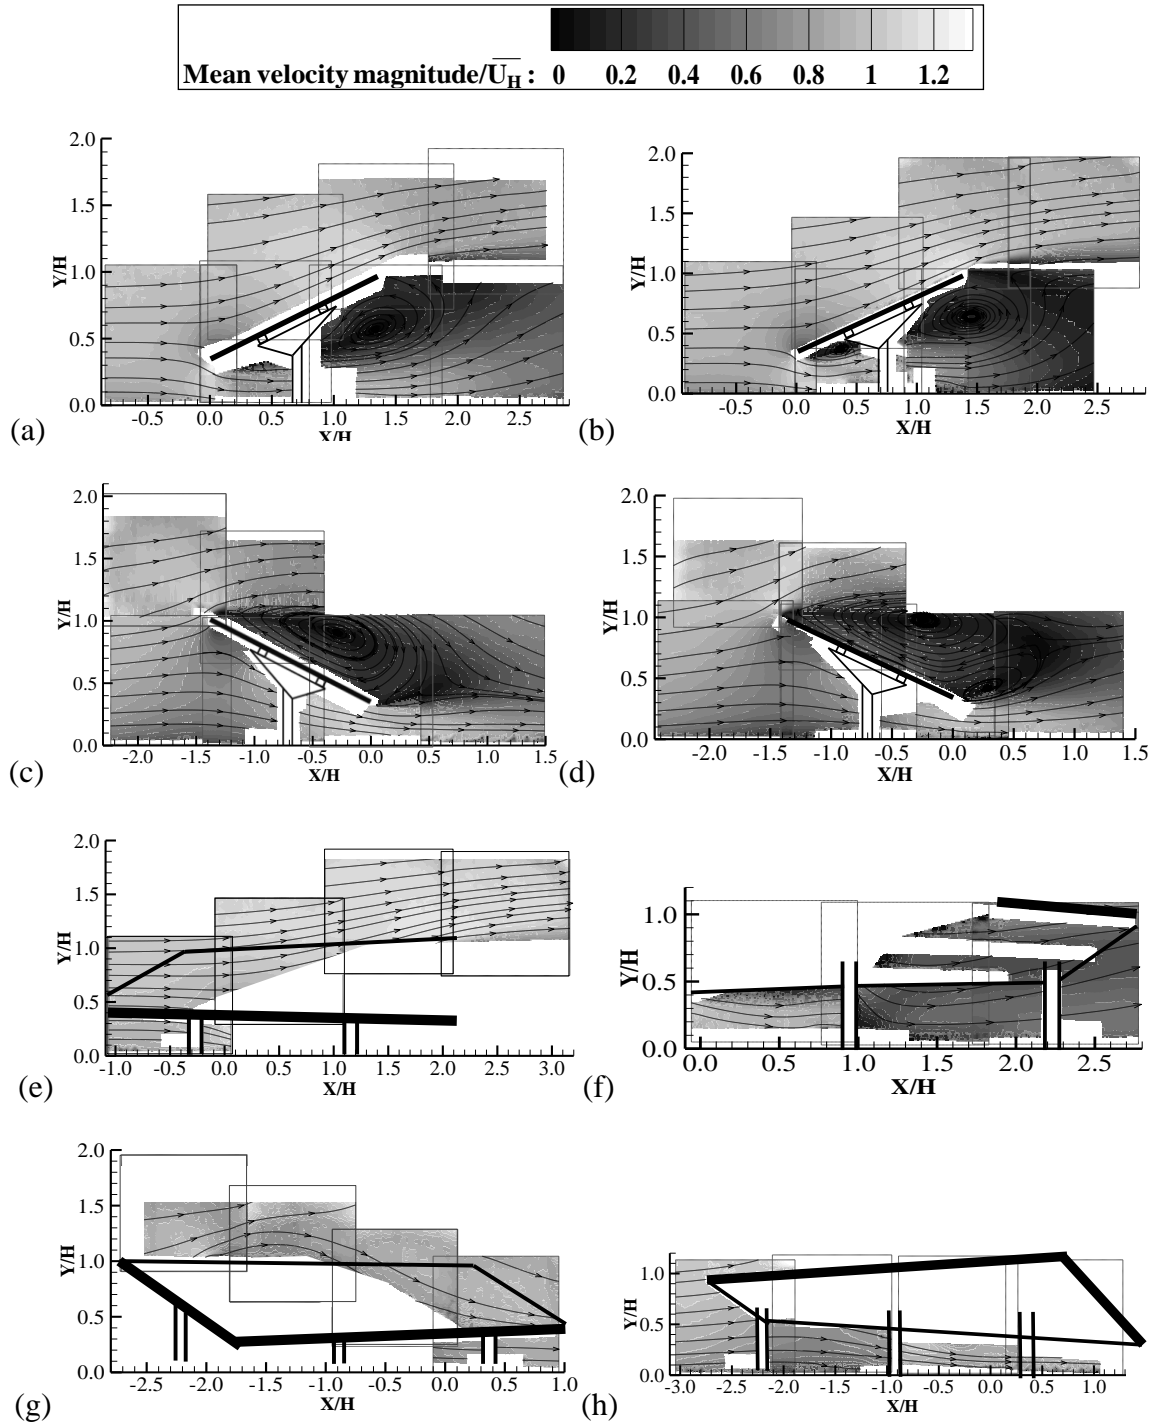 Mean velocity magnitude/U_H : 0 0.2 0.4 0.6 0.8 1 1.2
2.0
1.5
1.0
0.5
0.0
Y/H
-0.5 0.0 0.5 1.0 1.5 2.0 2.5
X/H
(a)
2.0
1.5
1.0
0.5
0.0
Y/H
-0.5 0.0 0.5 1.0 1.5 2.0 2.5
X/H
(b)
2.0
1.5
1.0
0.5
0.0
Y/H
-2.0 -1.5 -1.0 -0.5 0.0 0.5 1.0 1.5
X/H
(c)
2.0
1.5
1.0
0.5
0.0
Y/H
-2.0 -1.5 -1.0 -0.5 0.0 0.5 1.0 1.5
X/H
(d)
2.0
1.5
1.0
0.5
0.0
Y/H
-1.0 -0.5 0.0 0.5 1.0 1.5 2.0 2.5 3.0
X/H
(e)
1.0
0.5
0.0
Y/H
0.0 0.5 1.0 1.5 2.0 2.5
X/H
(f)
2.0
1.5
1.0
0.5
0.0
Y/H
-2.5 -2.0 -1.5 -1.0 -0.5 0.0 0.5 1.0
X/H
(g)
1.0
0.5
0.0
Y/H
-3.0 -2.5 -2.0 -1.5 -1.0 -0.5 0.0 0.5 1.0
X/H
(h)